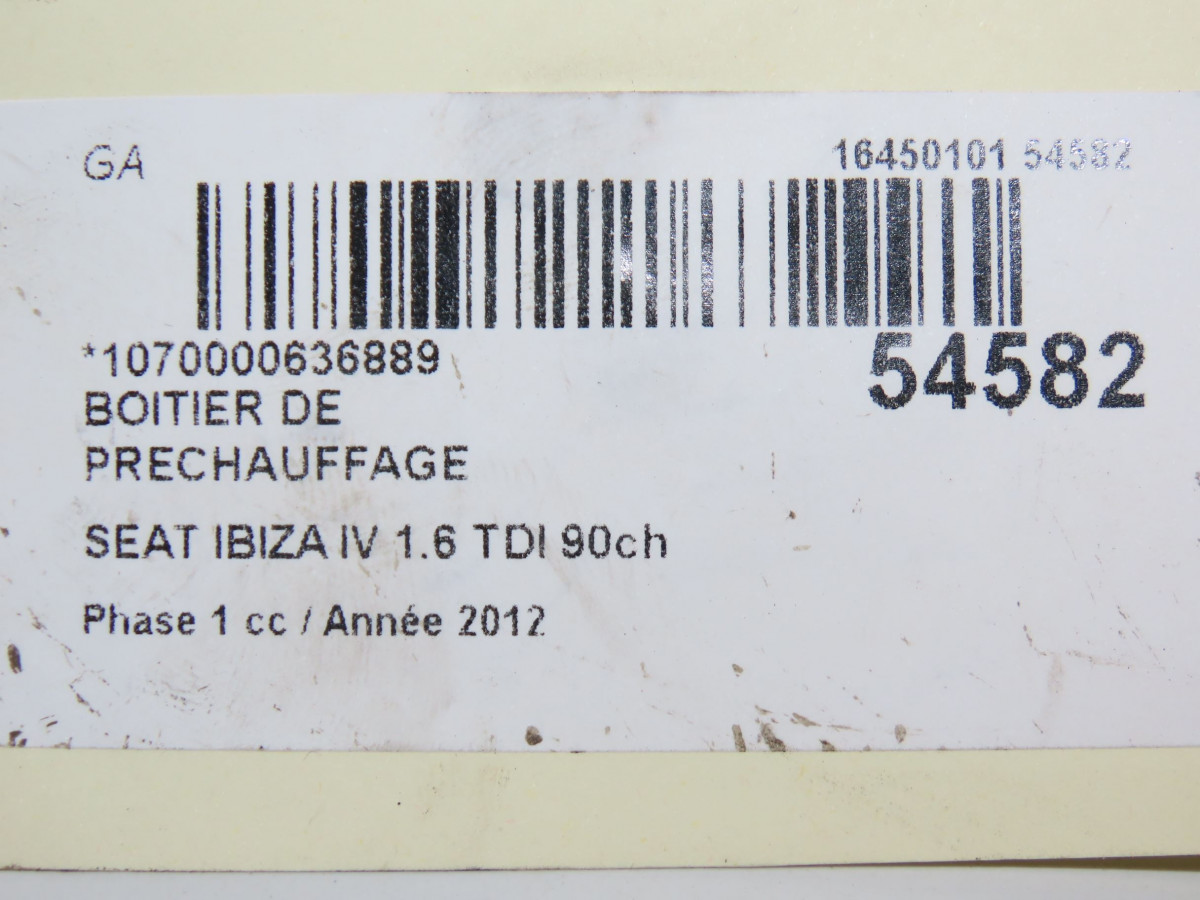 GA
16450101 54582
*1070000636889
54582
BOITIER DE
PRECHAUFFAGE
SEAT IBIZA IV 1.6 TDI 90ch
Phase 1 cc / Année 2012